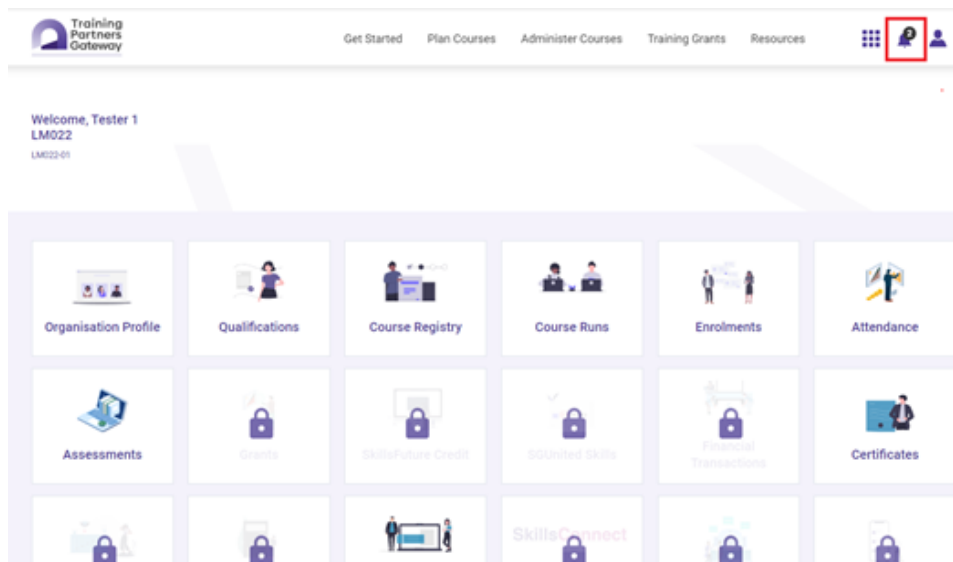 Training
Partners
Gateway
Get Started Plan Courses Administer Courses Training Grants Resources
2
Welcome, Tester 1
LM022
LM022-01
Organisation Profile Qualifications Course Registry Course Runs Enrolments Attendance
Assessments Grants SkillsFuture Credit SGUnited Skills Financial Transactions Certificates
SkillsConnect